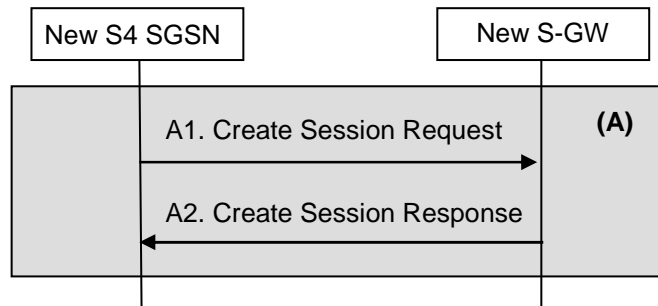 New S4 SGSN
New S-GW
(A)
A1. Create Session Request
A2. Create Session Response